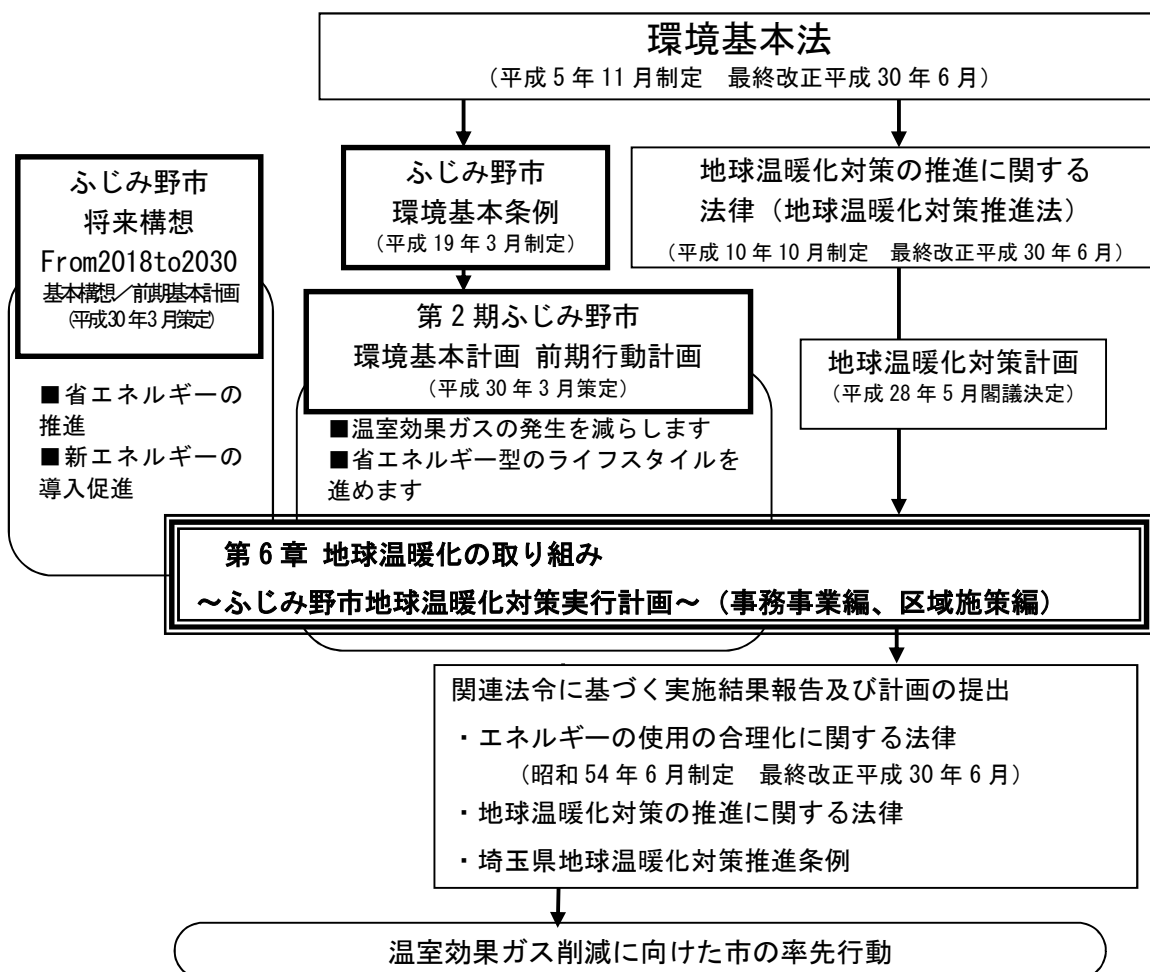 環境基本法
（平成5年11月制定　最終改正平成30年6月）
ふじみ野市
将来構想
From2018to2030
基本構想／前期基本計画
(平成30年3月策定)
ふじみ野市
環境基本条例
（平成19年3月制定）
地球温暖化対策の推進に関する
法律（地球温暖化対策推進法）
（平成10年10月制定　最終改正平成30年6月）
第2期ふじみ野市
環境基本計画 前期行動計画
（平成30年3月策定）
地球温暖化対策計画
（平成28年5月閣議決定）
■省エネルギーの
推進
■新エネルギーの
導入促進
■温室効果ガスの発生を減らします
■省エネルギー型のライフスタイルを
進めます
第6章 地球温暖化の取り組み
～ふじみ野市地球温暖化対策実行計画～（事務事業編、区域施策編）
関連法令に基づく実施結果報告及び計画の提出
・エネルギーの使用の合理化に関する法律
（昭和54年6月制定　最終改正平成30年6月）
・地球温暖化対策の推進に関する法律
・埼玉県地球温暖化対策推進条例
温室効果ガス削減に向けた市の率先行動